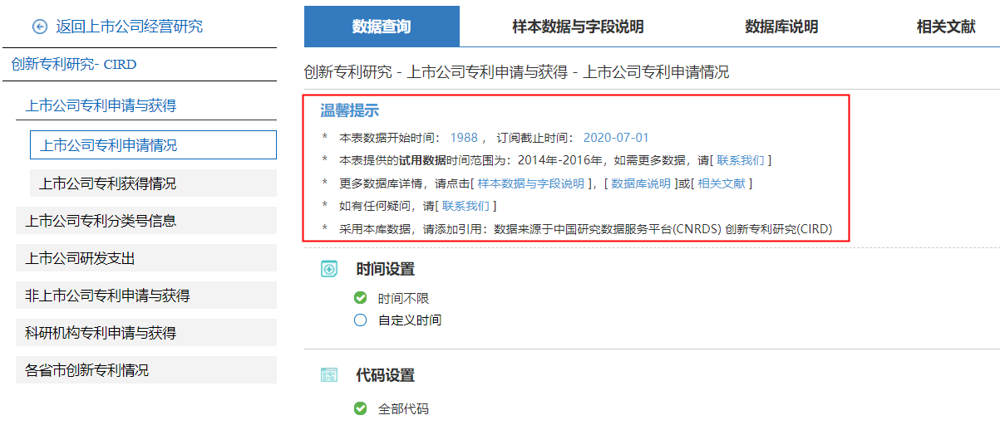 返回上市公司经营研究
创新专利研究- CIRD
上市公司专利申请与获得
上市公司专利申请情况
上市公司专利获得情况
上市公司专利分类号信息
上市公司研发支出
非上市公司专利申请与获得
科研机构专利申请与获得
各省市创新专利情况
数据查询 样本数据与字段说明 数据库说明 相关文献
创新专利研究 - 上市公司专利申请与获得 - 上市公司专利申请情况
温馨提示
* 本表数据开始时间： 1988 ， 订阅截止时间： 2020-07-01
* 本表提供的试用数据时间范围为：2014年-2016年，如需更多数据，请[ 联系我们 ]
* 更多数据库详情，请点击[ 样本数据与字段说明 ]，[ 数据库说明 ]或[ 相关文献 ]
* 如有任何疑问，请[ 联系我们 ]
* 采用本库数据，请添加引用：数据来源于中国研究数据服务平台(CNRDS) 创新专利研究(CIRD)
时间设置
时间不限
自定义时间
代码设置
全部代码